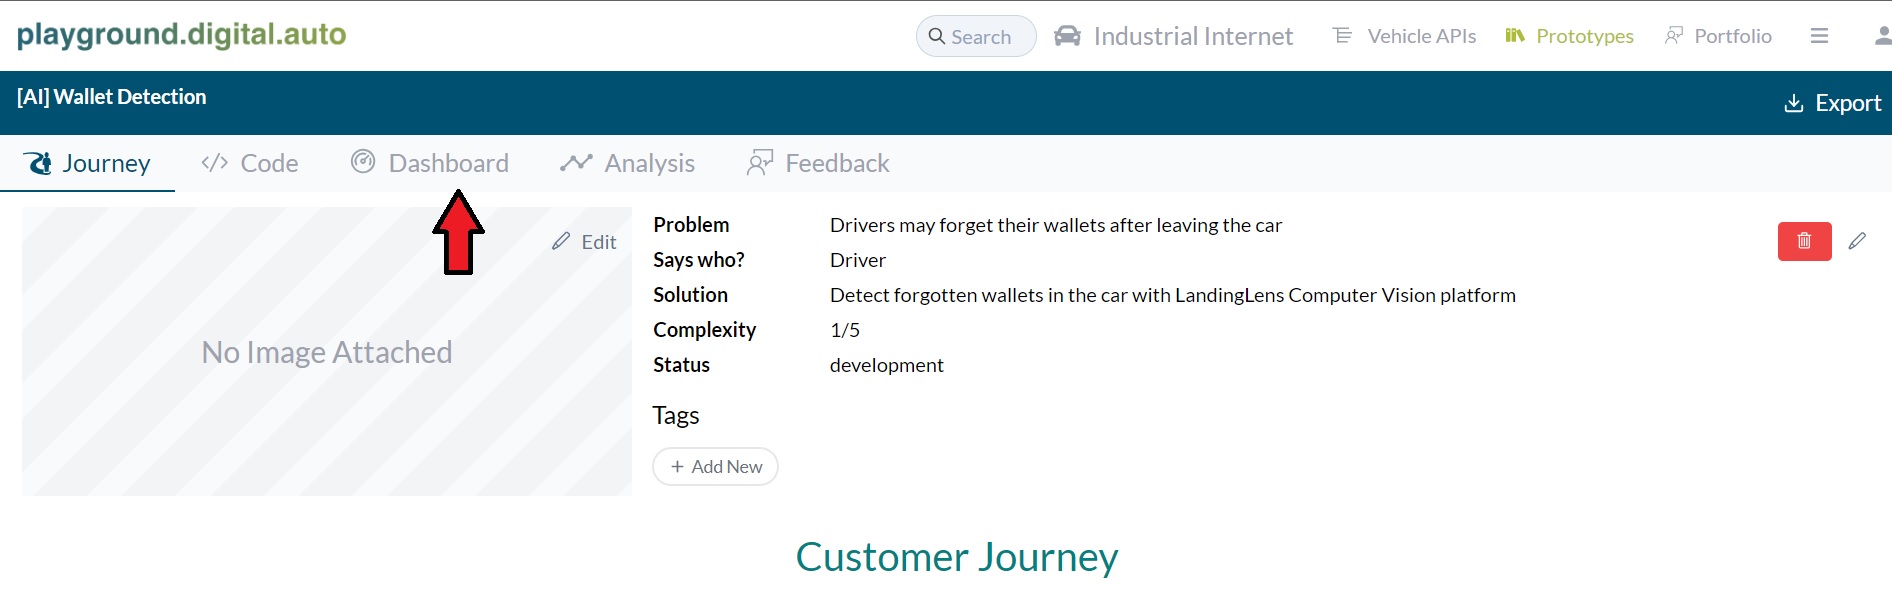 playground.digital.auto
Search
Industrial Internet
Vehicle APIs
Prototypes
Portfolio
[AI] Wallet Detection
Export
Journey
</> Code
Dashboard
Analysis
Feedback
Edit
No Image Attached
Problem Drivers may forget their wallets after leaving the car
Says who? Driver
Solution Detect forgotten wallets in the car with LandingLens Computer Vision platform
Complexity 1/5
Status development
Tags
+ Add New
Customer Journey